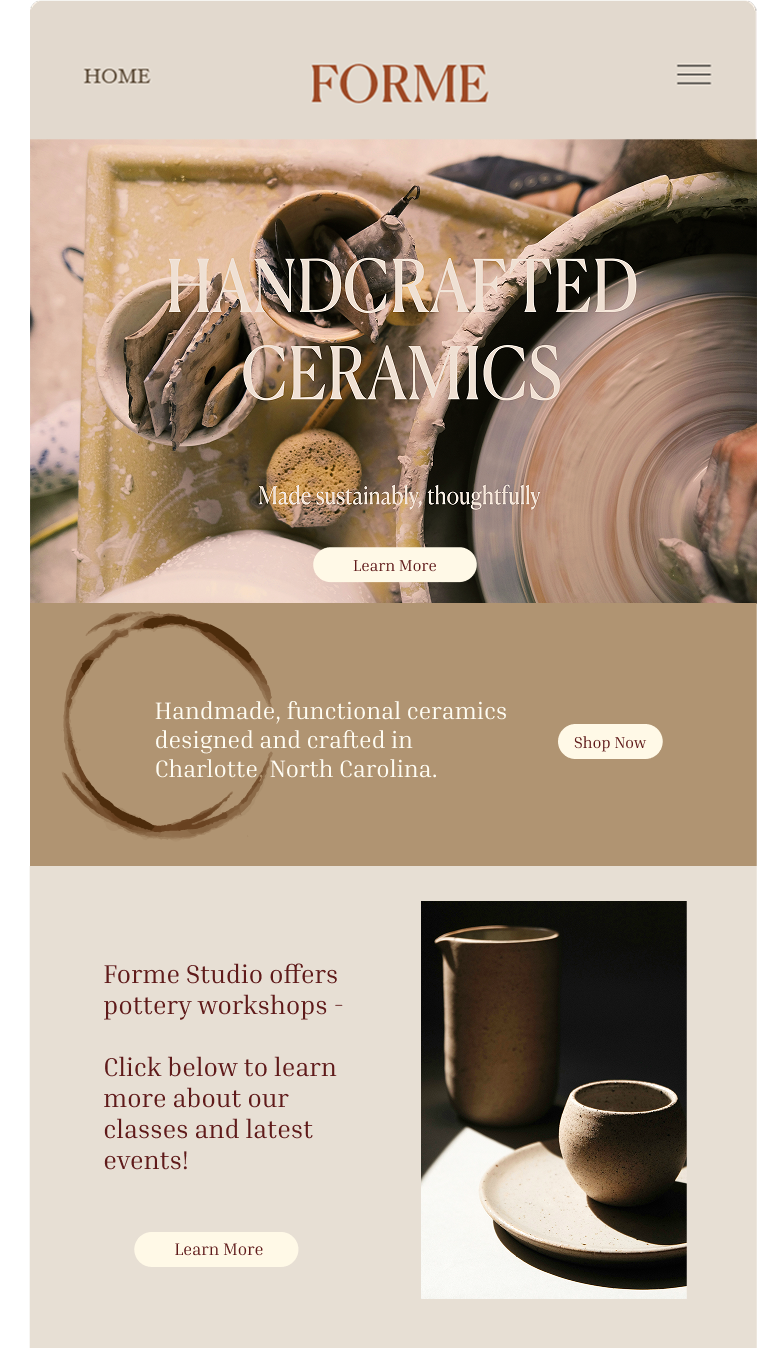 HOME
FORME
HANDCRAFTED
CERAMICS
Made sustainably, thoughtfully
Learn More
Handmade, functional ceramics
designed and crafted in
Charlotte, North Carolina.
Shop Now
Forme Studio offers
pottery workshops -
Click below to learn
more about our
classes and latest
events!
Learn More